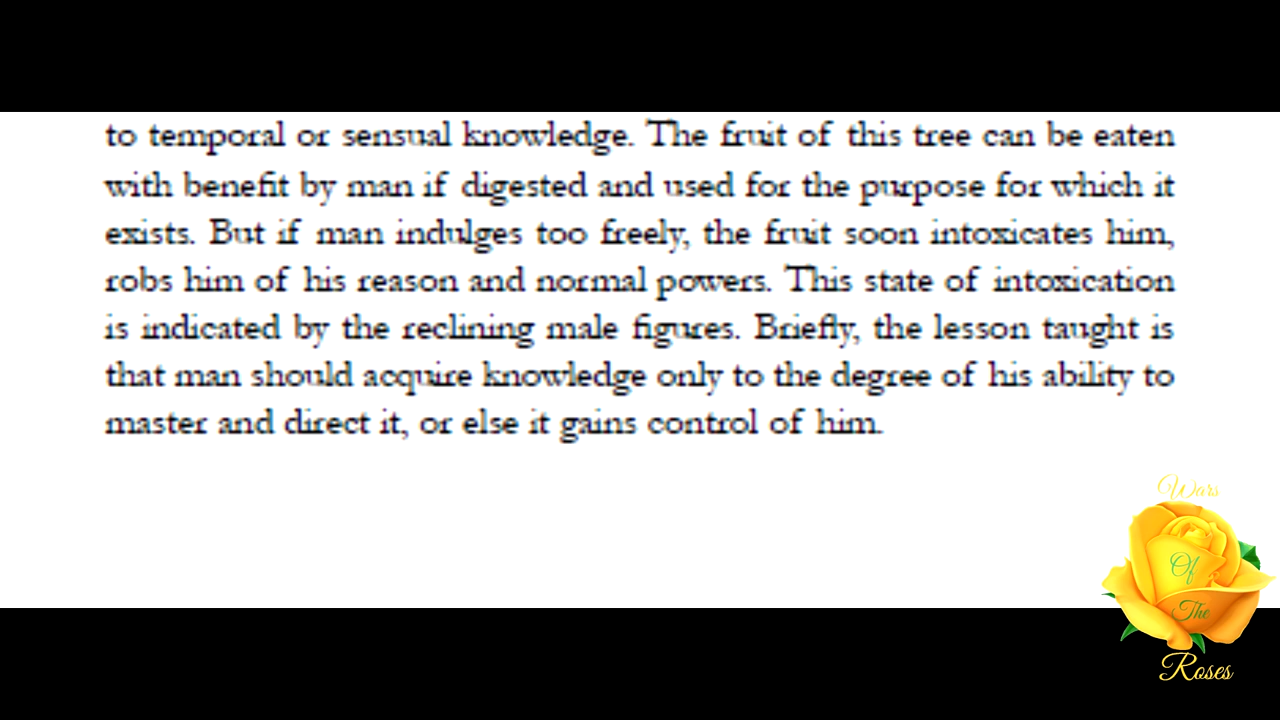 to temporal or sensual knowledge. The fruit of this tree can be eaten
with benefit by man if digested and used for the purpose for which it
exists. But if man indulges too freely, the fruit soon intoxicates him,
robs him of his reason and normal powers. This state of intoxication
is indicated by the reclining male figures. Briefly, the lesson taught is
that man should acquire knowledge only to the degree of his ability to
master and direct it, or else it gains control of him.
Wars
Of
The
Roses